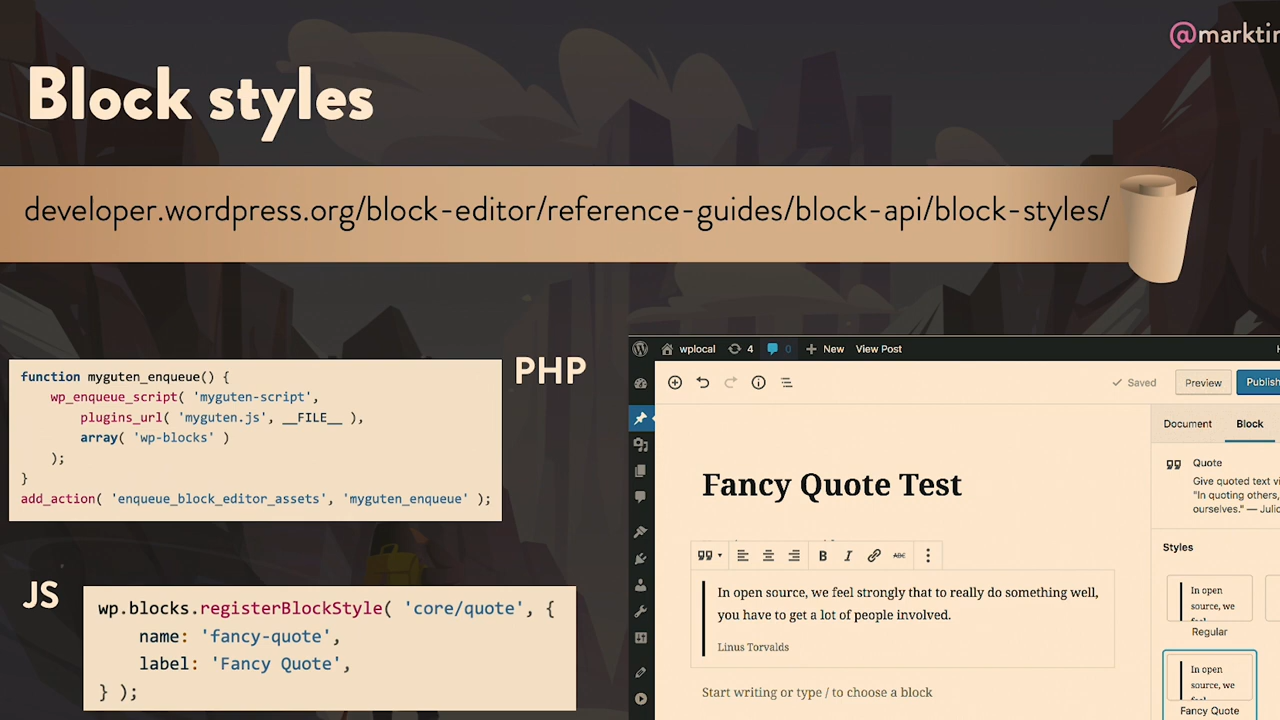 @marktim
Block styles
developer.wordpress.org/block-editor/reference-guides/block-api/block-styles/
function myguten_enqueue() {
wp_enqueue_script( 'myguten-script',
plugins_url( 'myguten.js', __FILE__ ),
array( 'wp-blocks' )
);
}
add_action( 'enqueue_block_editor_assets', 'myguten_enqueue' );
PHP
JS
wp.blocks.registerBlockStyle( 'core/quote', {
name: 'fancy-quote',
label: 'Fancy Quote',
} );
wplocal 4 0 New View Post
Saved Preview Publish
Document Block
Quote
Give quoted text vi
"In quoting others,
ourselves." — Julio
Styles
Fancy Quote Test
B I ABC
In open source, we feel strongly that to really do something well,
you have to get a lot of people involved.
Linus Torvalds
Start writing or type / to choose a block
In open
source, we
Regular
In open
source, we
Fancy Quote